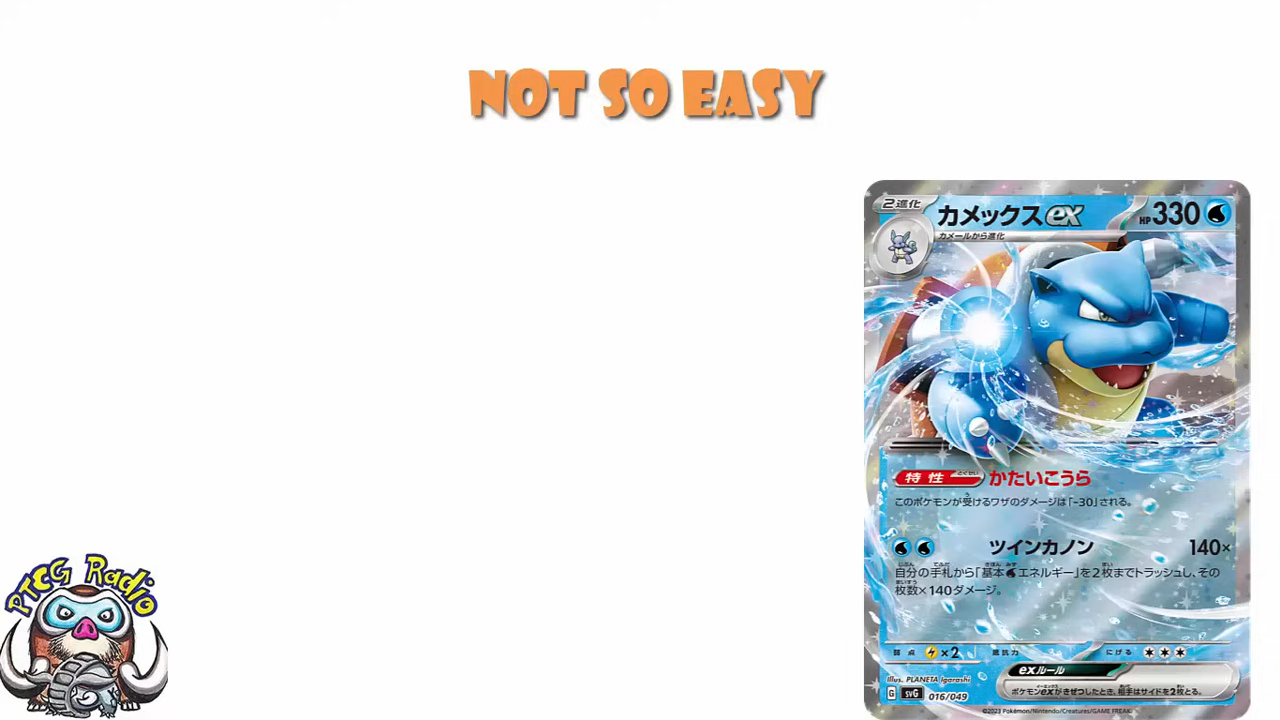 NOT SO EASY
2進化
カメックスex
HP 330
カメールから進化
特性
とくせい
かたいこうら
このポケモンが受けるワザのダメージは「-30」される。
ツインカノン 140×
自分の手札から「基本エネルギー」を2枚までトラッシュし、その
枚数×140ダメージ。
弱点 ×2 抵抗力 にげる
exルール
ポケモンexがきぜつしたとき、相手はサイドを2枚とる。
Illus. PLANETA Igarashi
G svG 016/049
©2023 Pokémon/Nintendo/Creatures/GAME FREAK.
PTCG Radio